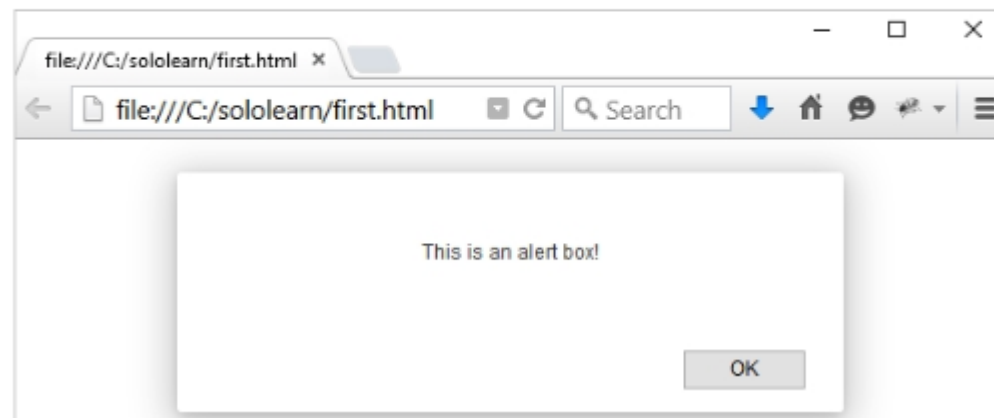 file:///C:/sololearn/first.html
file:///C:/sololearn/first.html Search
This is an alert box!
OK